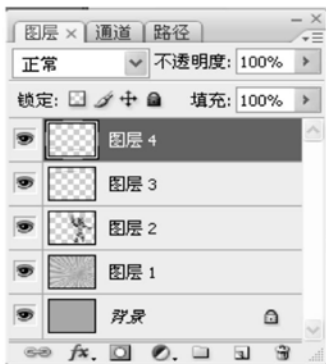 图层 × 通道 路径
正常 不透明度: 100%
锁定: 填充: 100%
图层 4
图层 3
图层 2
图层 1
背景
fx.